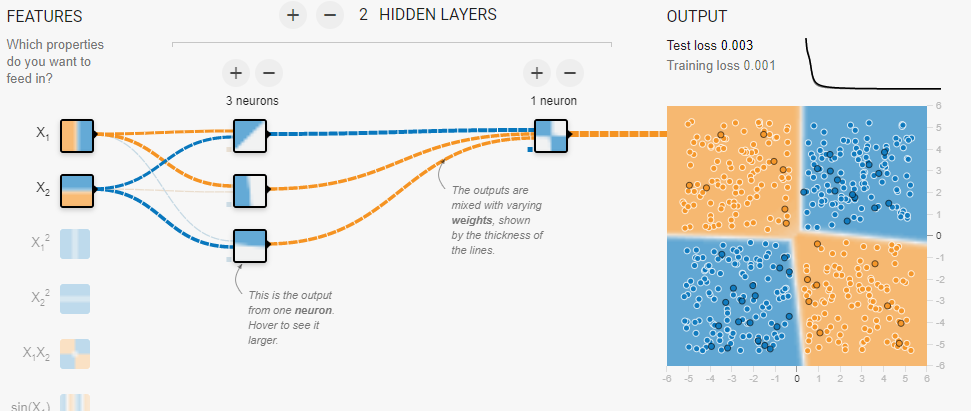 FEATURES
+ − 2 HIDDEN LAYERS
OUTPUT
Which properties
do you want to
feed in?
Test loss 0.003
Training loss 0.001
+ −
+ −
3 neurons
1 neuron
X1
X2
X1²
X2²
X1X2
sin(X1)
The outputs are
mixed with varying
weights, shown
by the thickness of
the lines.
This is the output
from one neuron.
Hover to see it
larger.
6
5
4
3
2
1
0
-1
-2
-3
-4
-5
-6
-6 -5 -4 -3 -2 -1 0 1 2 3 4 5 6